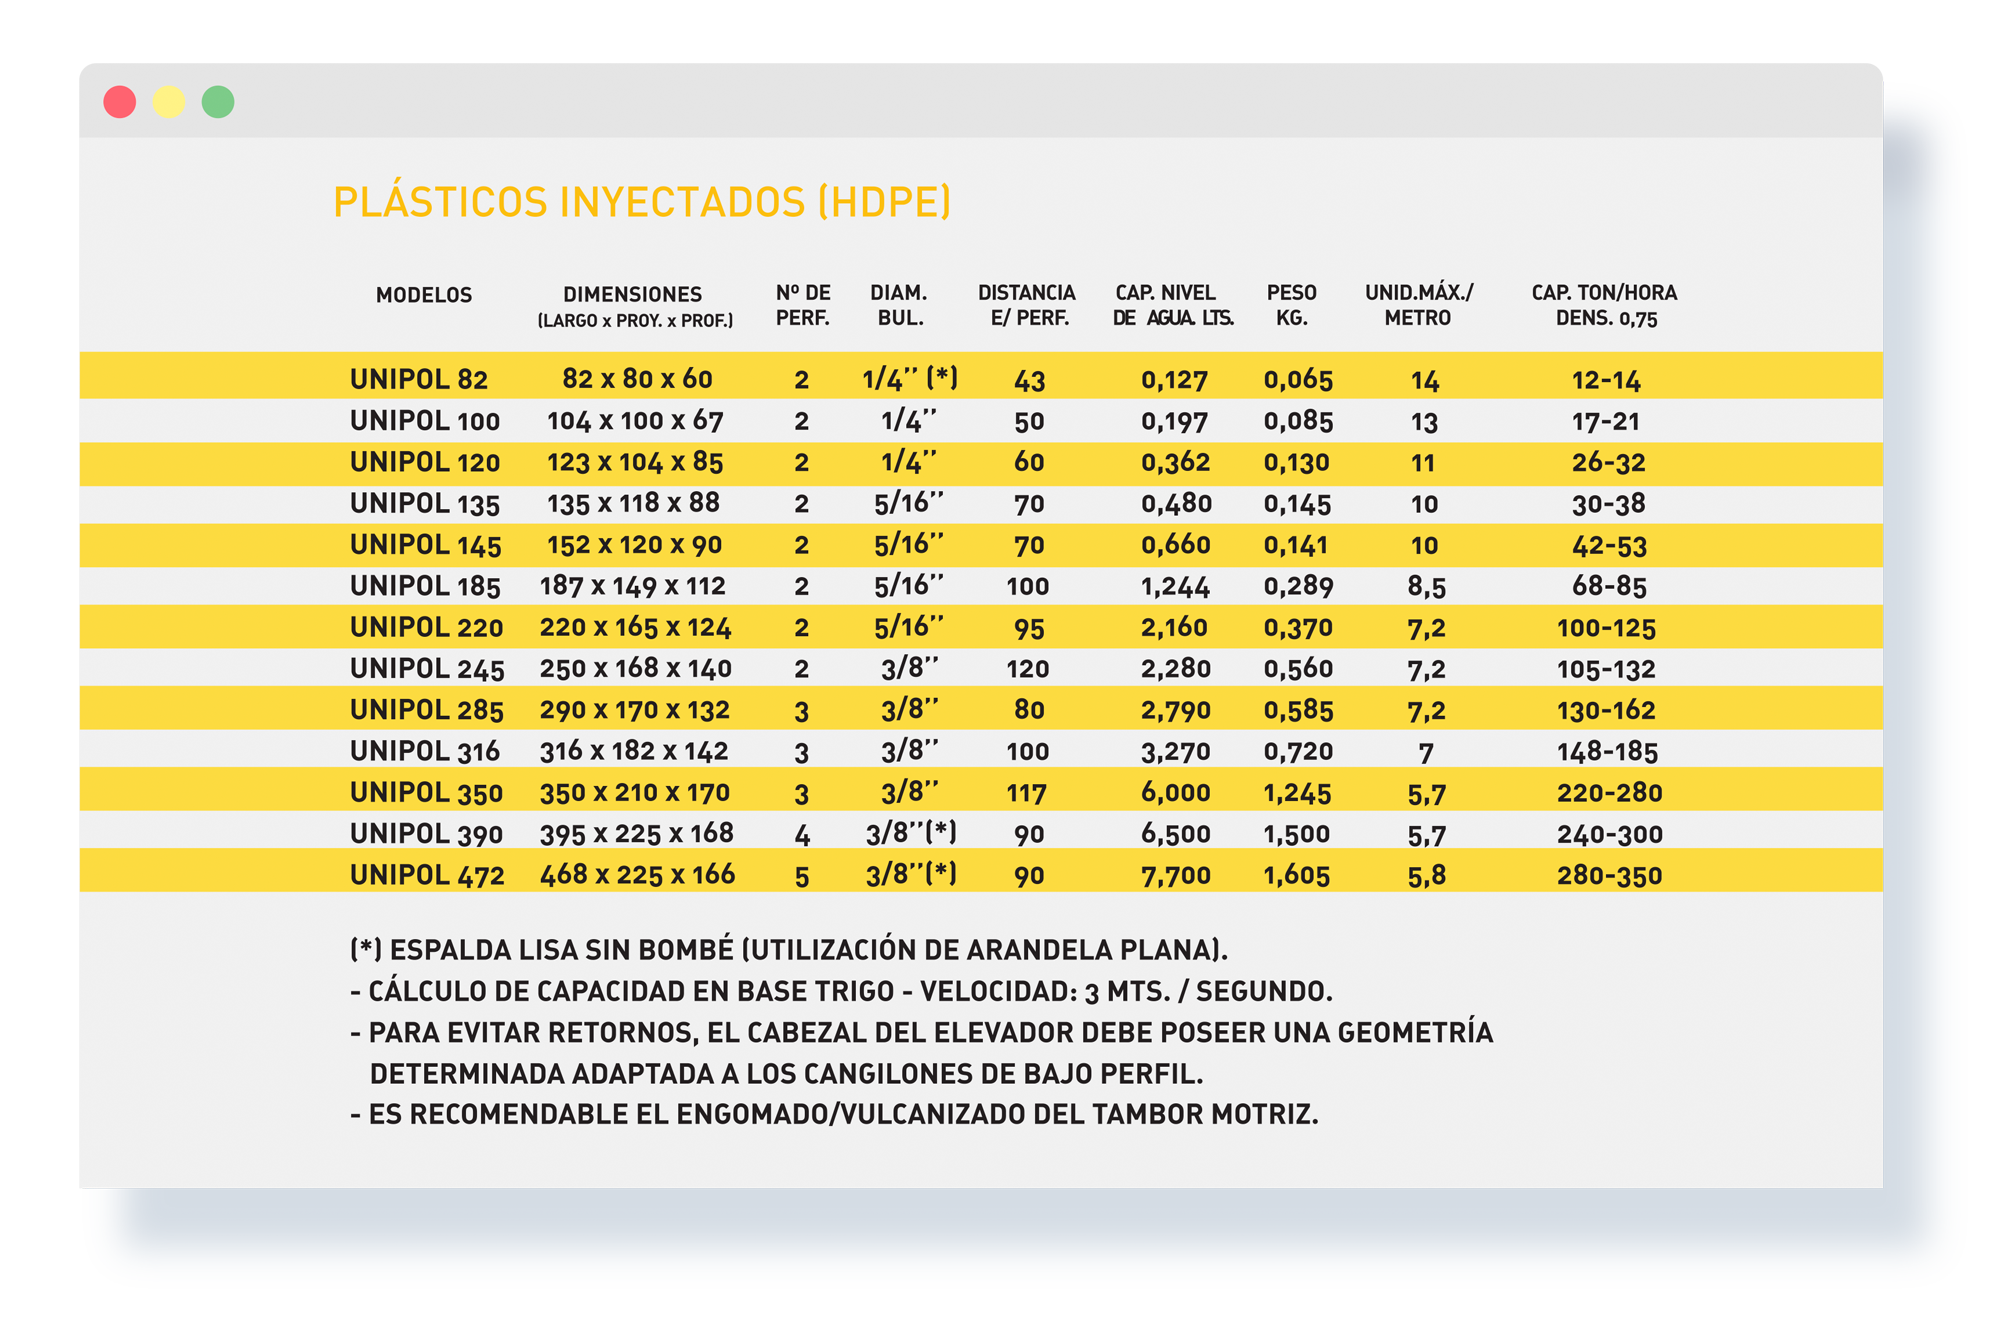 PLÁSTICOS INYECTADOS (HDPE)
MODELOS DIMENSIONES (LARGO x PROY. x PROF.) Nº DE PERF. DIAM. BUL. DISTANCIA E/ PERF. CAP. NIVEL DE AGUA. LTS. PESO KG. UNID.MÁX./ METRO CAP. TON/HORA DENS. 0,75
UNIPOL 82 82 x 80 x 60 2 1/4’’ (*) 43 0,127 0,065 14 12-14
UNIPOL 100 104 x 100 x 67 2 1/4’’ 50 0,197 0,085 13 17-21
UNIPOL 120 123 x 104 x 85 2 1/4’’ 60 0,362 0,130 11 26-32
UNIPOL 135 135 x 118 x 88 2 5/16’’ 70 0,480 0,145 10 30-38
UNIPOL 145 152 x 120 x 90 2 5/16’’ 70 0,660 0,141 10 42-53
UNIPOL 185 187 x 149 x 112 2 5/16’’ 100 1,244 0,289 8,5 68-85
UNIPOL 220 220 x 165 x 124 2 5/16’’ 95 2,160 0,370 7,2 100-125
UNIPOL 245 250 x 168 x 140 2 3/8’’ 120 2,280 0,560 7,2 105-132
UNIPOL 285 290 x 170 x 132 3 3/8’’ 80 2,790 0,585 7,2 130-162
UNIPOL 316 316 x 182 x 142 3 3/8’’ 100 3,270 0,720 7 148-185
UNIPOL 350 350 x 210 x 170 3 3/8’’ 117 6,000 1,245 5,7 220-280
UNIPOL 390 395 x 225 x 168 4 3/8’’(*) 90 6,500 1,500 5,7 240-300
UNIPOL 472 468 x 225 x 166 5 3/8’’(*) 90 7,700 1,605 5,8 280-350
(*) ESPALDA LISA SIN BOMBÉ (UTILIZACIÓN DE ARANDELA PLANA).
- CÁLCULO DE CAPACIDAD EN BASE TRIGO - VELOCIDAD: 3 MTS. / SEGUNDO.
- PARA EVITAR RETORNOS, EL CABEZAL DEL ELEVADOR DEBE POSEER UNA GEOMETRÍA
DETERMINADA ADAPTADA A LOS CANGILONES DE BAJO PERFIL.
- ES RECOMENDABLE EL ENGOMADO/VULCANIZADO DEL TAMBOR MOTRIZ.